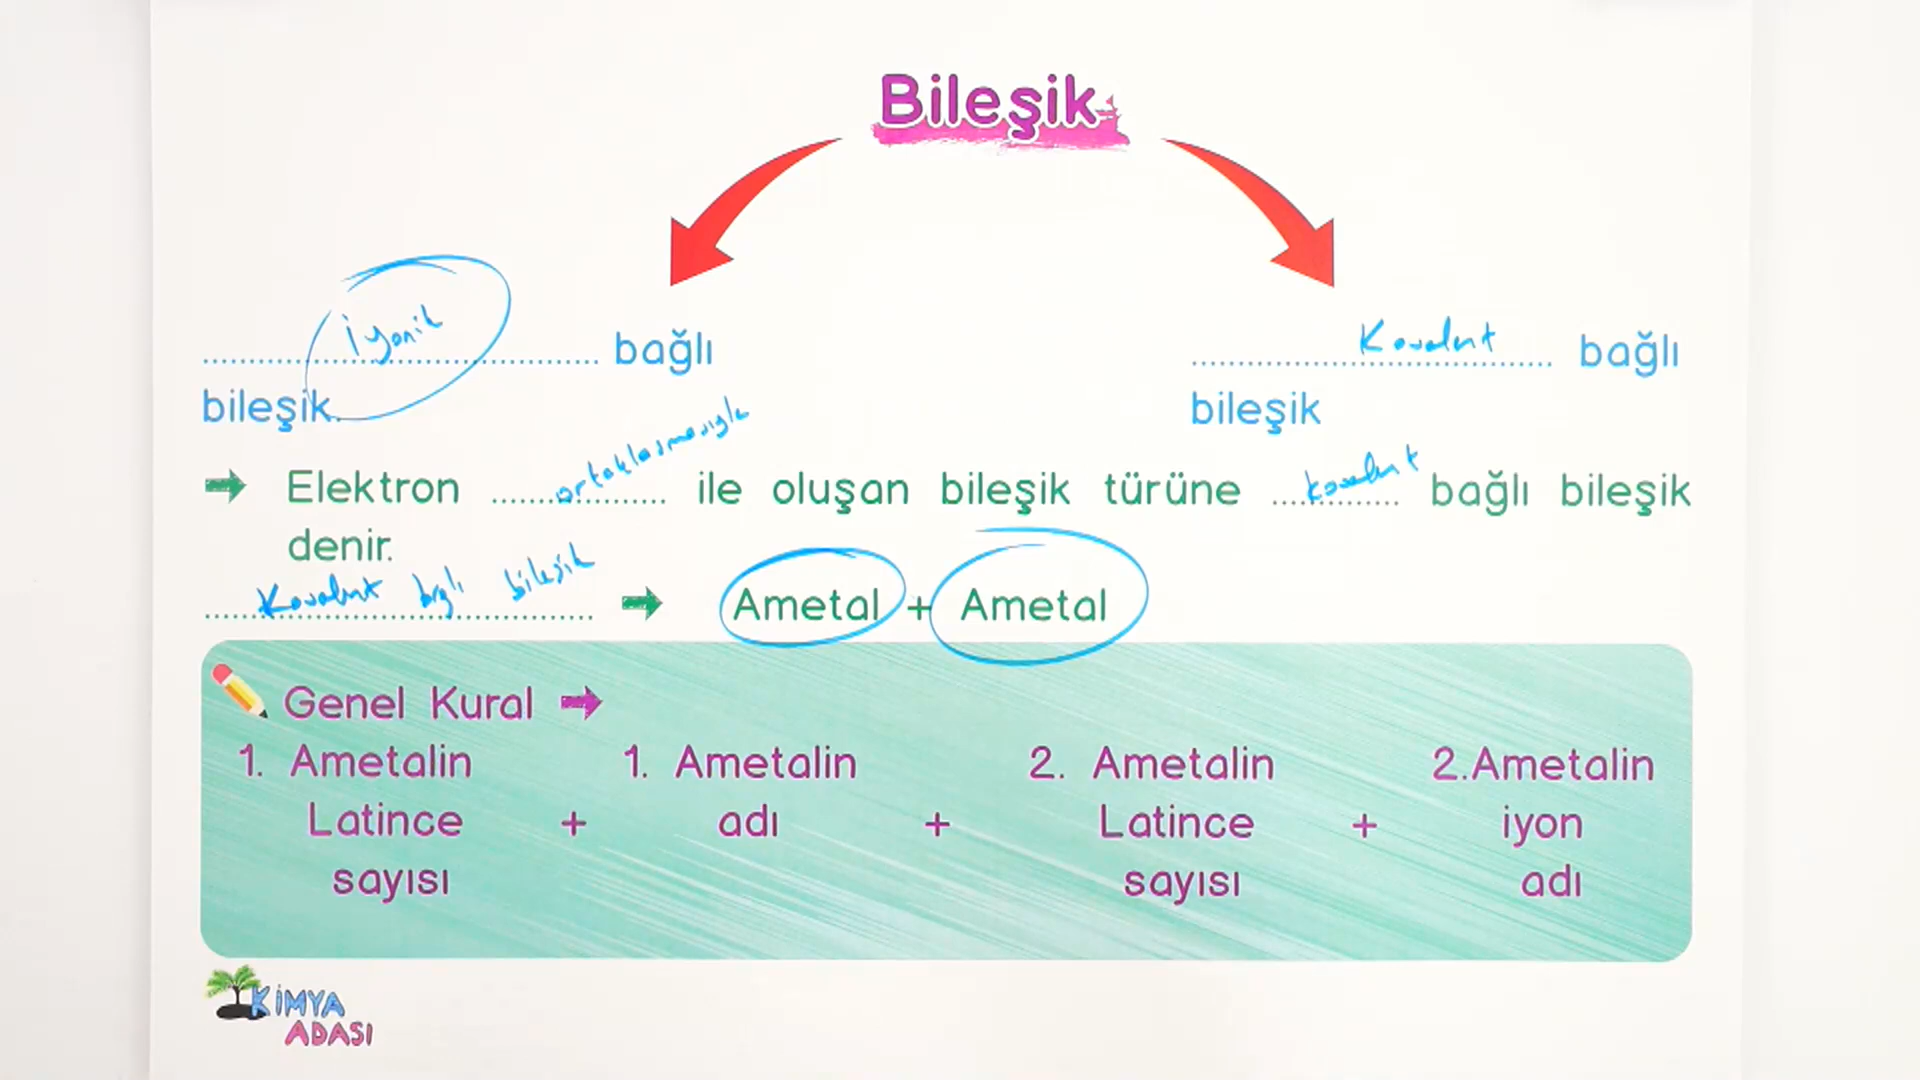 Bileşik
İyonik bağlı
bileşik.
Kovalent bağlı
bileşik
Elektron ortaklaşmasıyla ile oluşan bileşik türüne kovalent bağlı bileşik
denir.
Kovalent bağlı bileşik Ametal + Ametal
Genel Kural
1. Ametalin Latince sayısı + 1. Ametalin adı + 2. Ametalin Latince sayısı + 2.Ametalin iyon adı
KİMYA
ADASI